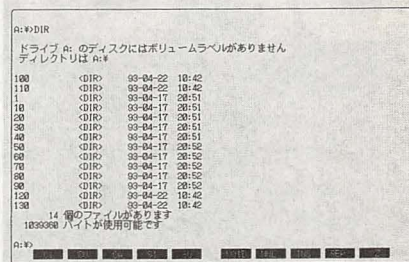 A:¥>DIR
ドライブ A: のディスクにはボリュームラベルがありません
ディレクトリは A:¥
100 <DIR> 93-04-22 10:42
110 <DIR> 93-04-22 10:42
1 <DIR> 93-04-17 20:51
10 <DIR> 93-04-17 20:51
20 <DIR> 93-04-17 20:51
30 <DIR> 93-04-17 20:51
40 <DIR> 93-04-17 20:51
50 <DIR> 93-04-17 20:52
60 <DIR> 93-04-17 20:52
70 <DIR> 93-04-17 20:52
80 <DIR> 93-04-17 20:52
90 <DIR> 93-04-17 20:52
120 <DIR> 93-04-22 10:42
130 <DIR> 93-04-22 10:42
14 個のファイルがあります
1039360 バイトが使用可能です
A:¥>